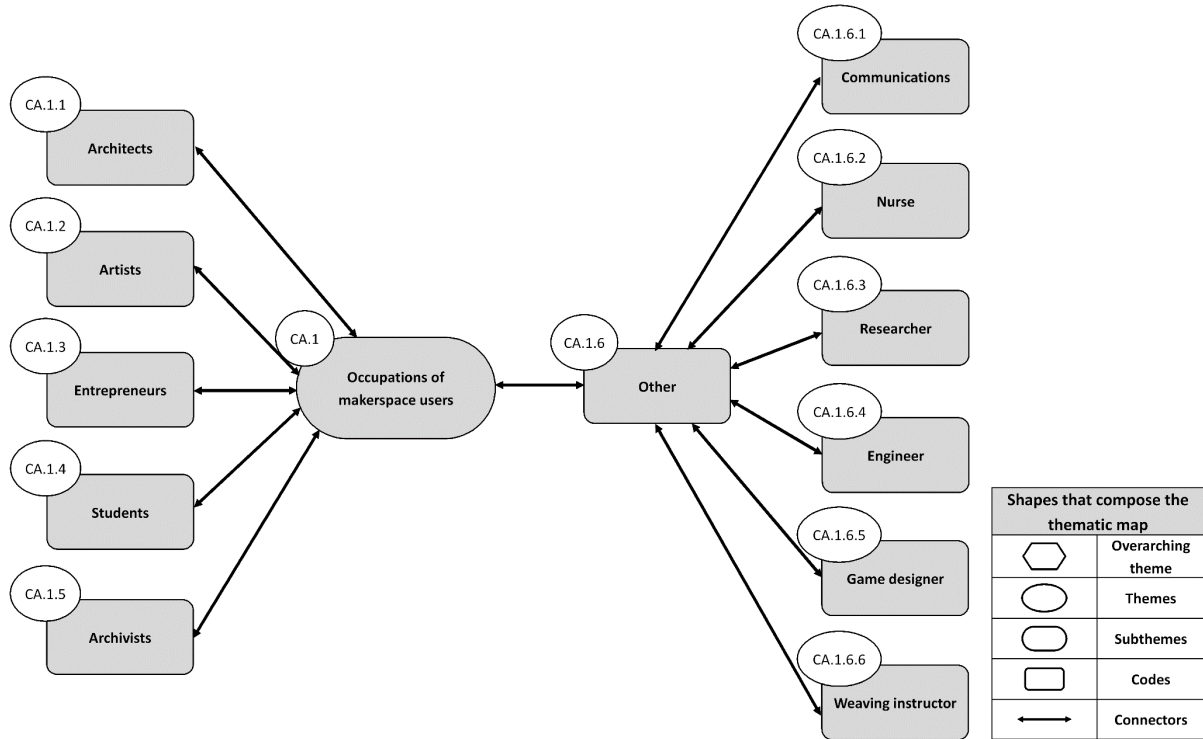 CA.1.1
Architects
CA.1.2
Artists
CA.1.3
Entrepreneurs
CA.1.4
Students
CA.1.5
Archivists
CA.1
Occupations of
makerspace users
CA.1.6
Other
CA.1.6.1
Communications
CA.1.6.2
Nurse
CA.1.6.3
Researcher
CA.1.6.4
Engineer
CA.1.6.5
Game designer
CA.1.6.6
Weaving instructor
Shapes that compose the
thematic map
Overarching
theme
Themes
Subthemes
Codes
Connectors